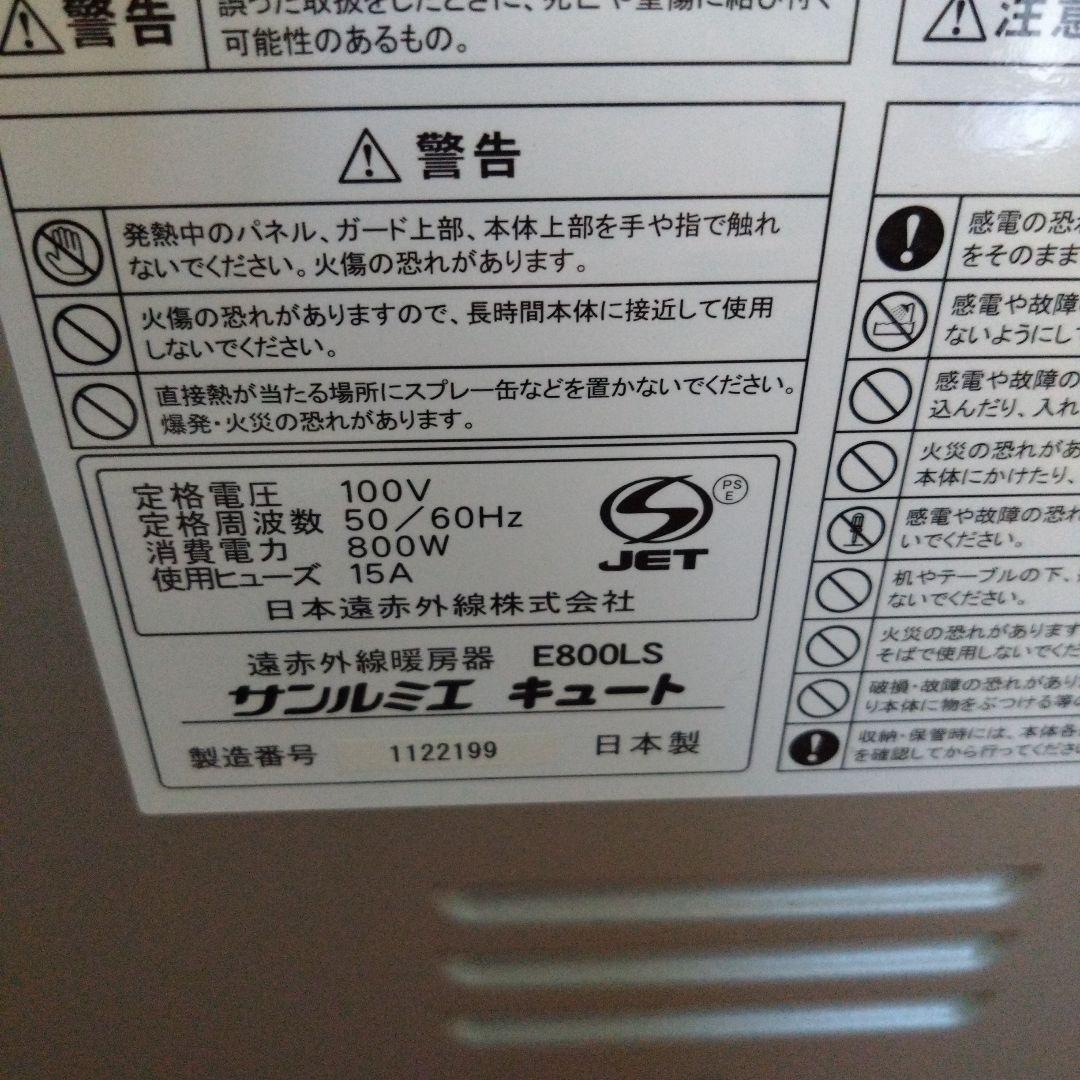 警告
誤った取扱をしたときに、死亡や重傷に結び付く
可能性のあるもの。
注意
警告
発熱中のパネル、ガード上部、本体上部を手や指で触れ
ないでください。火傷の恐れがあります。
火傷の恐れがありますので、長時間本体に接近して使用
しないでください。
直接熱が当たる場所にスプレー缶などを置かないでください。
爆発・火災の恐れがあります。
定格電圧 100V
定格周波数 50/60Hz
消費電力 800W
使用ヒューズ 15A
JET
PS
E
日本遠赤外線株式会社
遠赤外線暖房器 E800LS
サンルミエ キュート
製造番号 1122199 日本製
感電の恐れ
をそのまま
感電や故障
ないようにし
感電や故障の
込んだり、入れ
火災の恐れがあ
本体にかけたり、
感電や故障の恐れ
いでください。
机やテーブルの下、
ないでください。
火災の恐れがあります
そばで使用しないでくだ
破損・故障の恐れがあり
り本体に物をぶつける等の
収納・保管時には、本体各
を確認してから行ってくださ